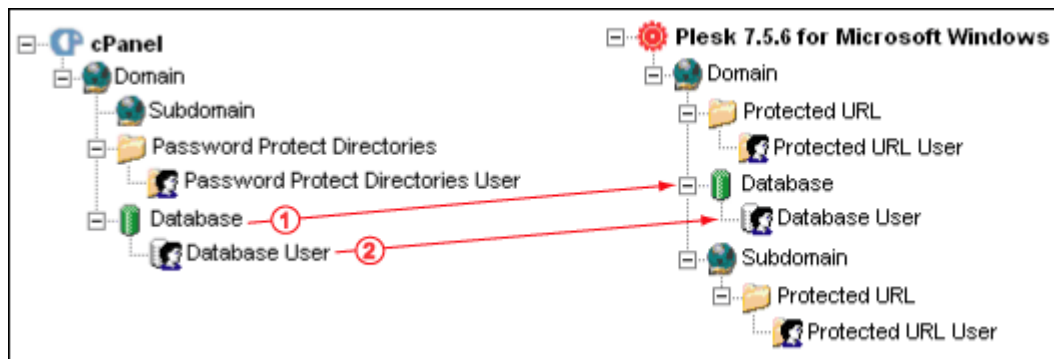 cPanel
Domain
Subdomain
Password Protect Directories
Password Protect Directories User
Database 1
Database User 2
Plesk 7.5.6 for Microsoft Windows
Domain
Protected URL
Protected URL User
Database
Database User
Subdomain
Protected URL
Protected URL User